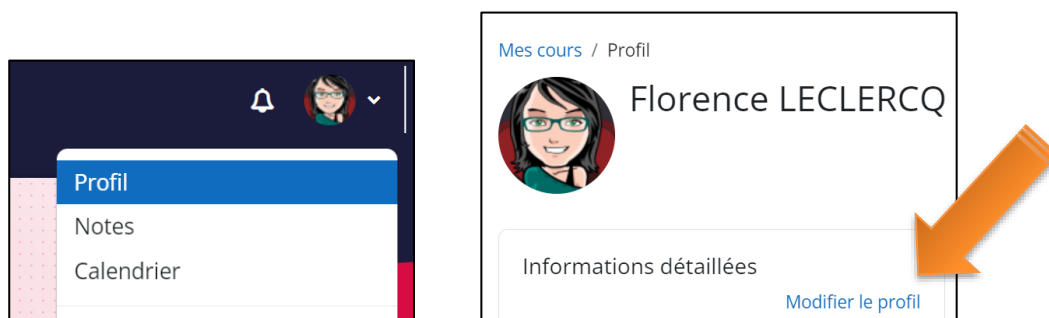 Profil
Notes
Calendrier
Mes cours / Profil
Florence LECLERCQ
Informations détaillées
Modifier le profil